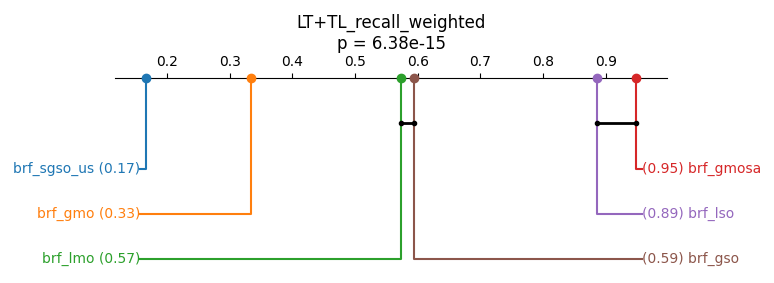 LT+TL_recall_weighted
p = 6.38e-15
0.2 0.3 0.4 0.5 0.6 0.7 0.8 0.9
brf_sgso_us (0.17) (0.95) brf_gmosa
brf_gmo (0.33) (0.89) brf_lso
brf_lmo (0.57) (0.59) brf_gso